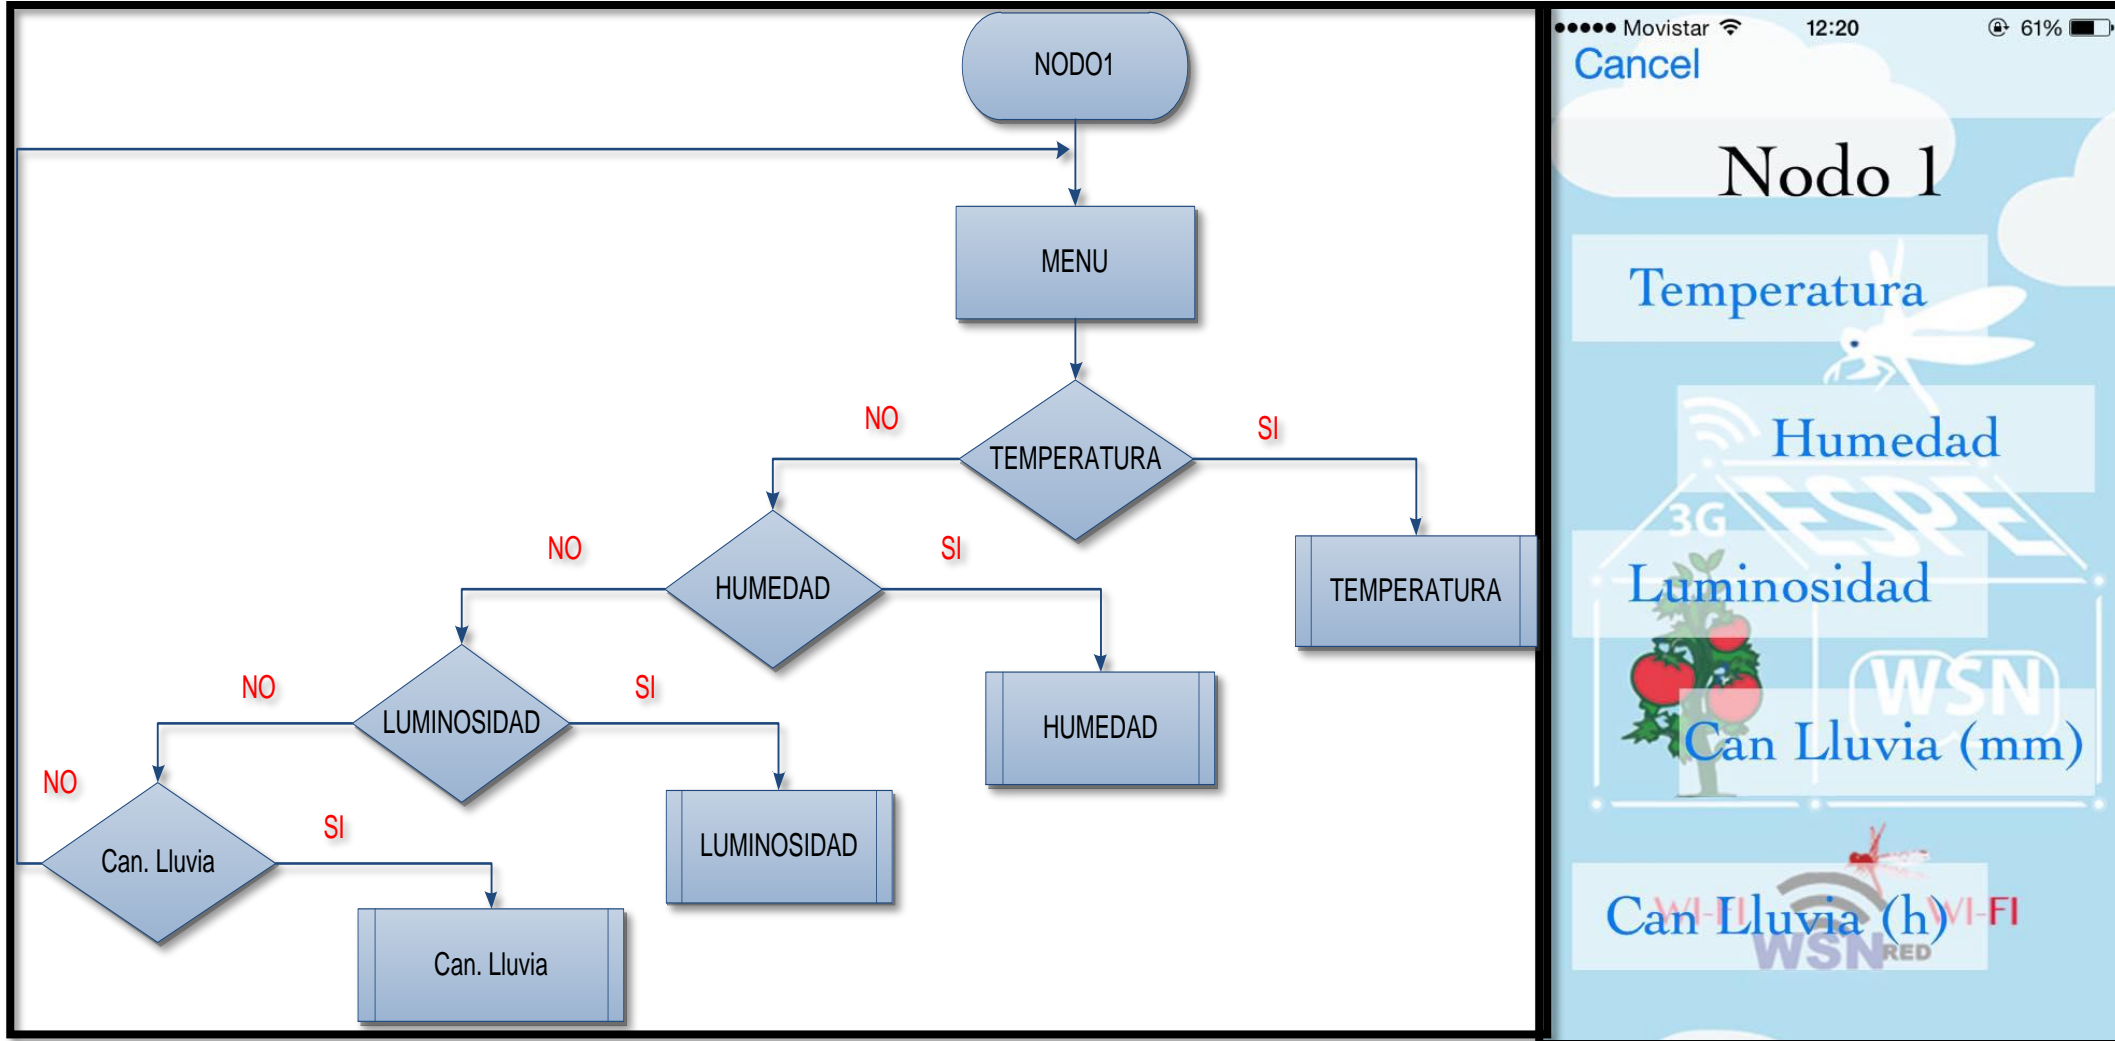 NODO1
MENU
NO
SI
TEMPERATURA
NO
SI
HUMEDAD
TEMPERATURA
NO
SI
LUMINOSIDAD
HUMEDAD
NO
SI
Can. Lluvia
LUMINOSIDAD
Can. Lluvia
Movistar 12:20 61%
Cancel
Nodo 1
Temperatura
Humedad
3G ESPE
Luminosidad
WSN
Can Lluvia (mm)
Can Lluvia (h)
WI-FI WI-FI
WSN RED